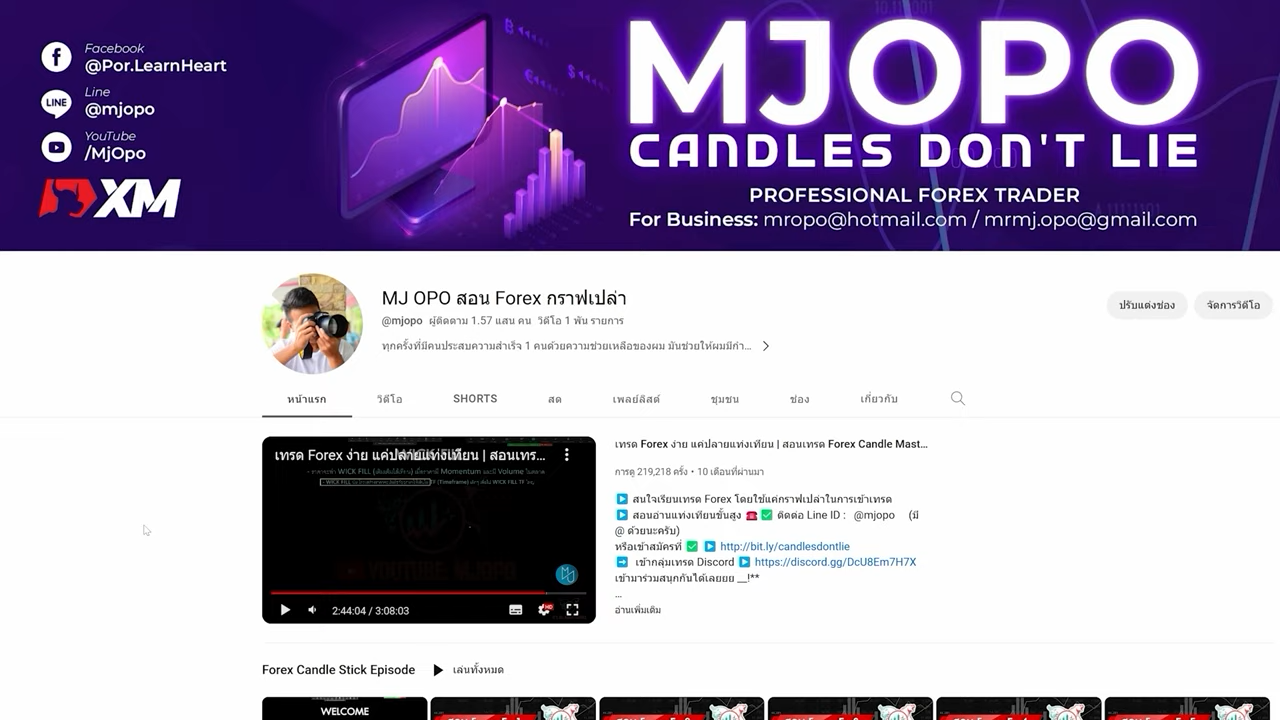 Facebook
@Por.LearnHeart
LINE
Line
@mjopo
YouTube
/MjOpo
XM
MJOPO
CANDLES DON'T LIE
PROFESSIONAL FOREX TRADER
For Business: mropo@hotmail.com / mrmj.opo@gmail.com
MJ OPO สอน Forex กราฟเปล่า
@mjopo ผู้ติดตาม 1.57 แสน คน วิดีโอ 1 พัน รายการ
ทุกครั้งที่มีคนประสบความสำเร็จ 1 คนด้วยความช่วยเหลือของผม มันช่วยให้ผมมีกำ...
ปรับแต่งช่อง
จัดการวิดีโอ
หน้าแรก วิดีโอ SHORTS สด เพลย์ลิสต์ ชุมชน ช่อง เกี่ยวกับ
เทรด Forex ง่าย แค่ปลายแท่งเทียน | สอนเทร...
YOUTUBE: MJOPO
2:44:04 / 3:08:03
HD
เทรด Forex ง่าย แค่ปลายแท่งเทียน | สอนเทรด Forex Candle Mast...
การดู 219,218 ครั้ง • 10 เดือนที่ผ่านมา
สนใจเรียนเทรด Forex โดยใช้แค่กราฟเปล่าในการเข้าเทรด
สอนอ่านแท่งเทียนขั้นสูง ☎️ ✅ ติดต่อ Line ID : @mjopo (มี
@ ด้วยนะครับ)
หรือเข้าสมัครที่ ✅ ▶️ http://bit.ly/candlesdontlie
➡️ เข้ากลุ่มเทรด Discord ▶️ https://discord.gg/DcU8Em7H7X
เข้ามาร่วมสนุกกันได้เลยยย __!**
...
อ่านเพิ่มเติม
Forex Candle Stick Episode เล่นทั้งหมด
WELCOME